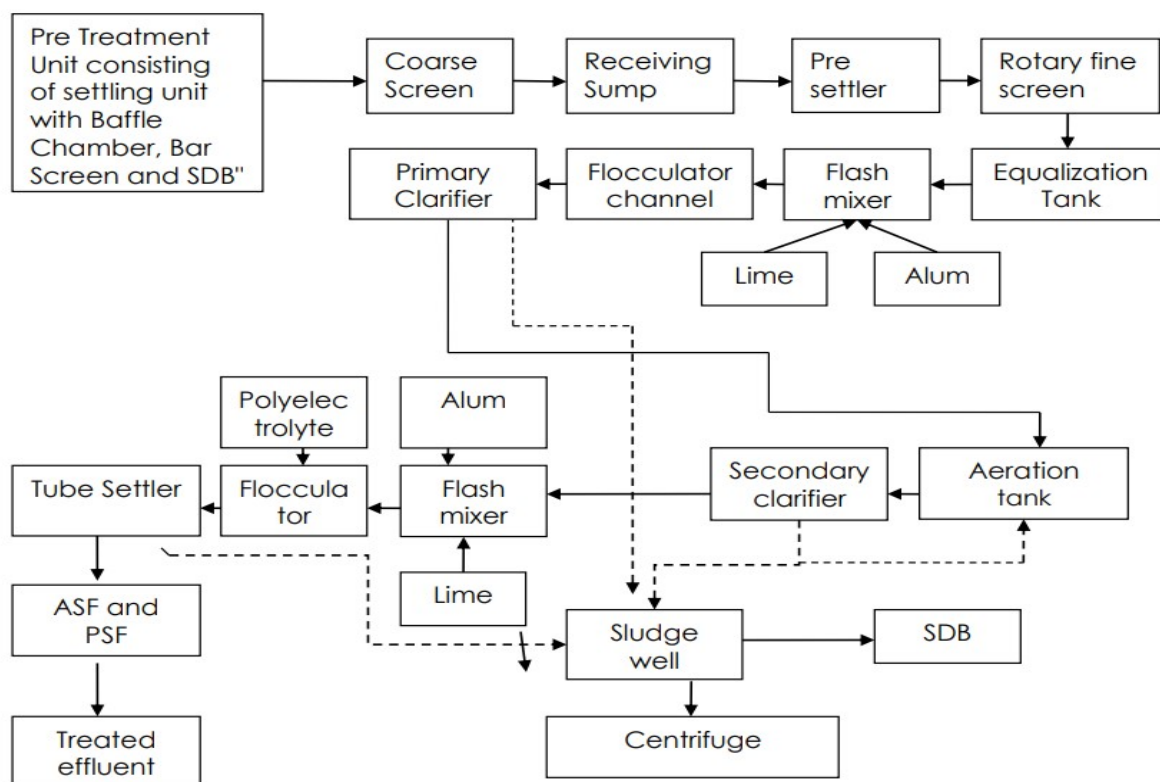 Pre Treatment
Unit consisting
of settling unit
with Baffle
Chamber, Bar
Screen and SDB"
Coarse
Screen
Receiving
Sump
Pre
settler
Rotary fine
screen
Primary
Clarifier
Flocculator
channel
Flash
mixer
Equalization
Tank
Lime
Alum
Polyelec
trolyte
Alum
Tube Settler
Floccula
tor
Flash
mixer
Secondary
clarifier
Aeration
tank
ASF and
PSF
Lime
Sludge
well
SDB
Treated
effluent
Centrifuge